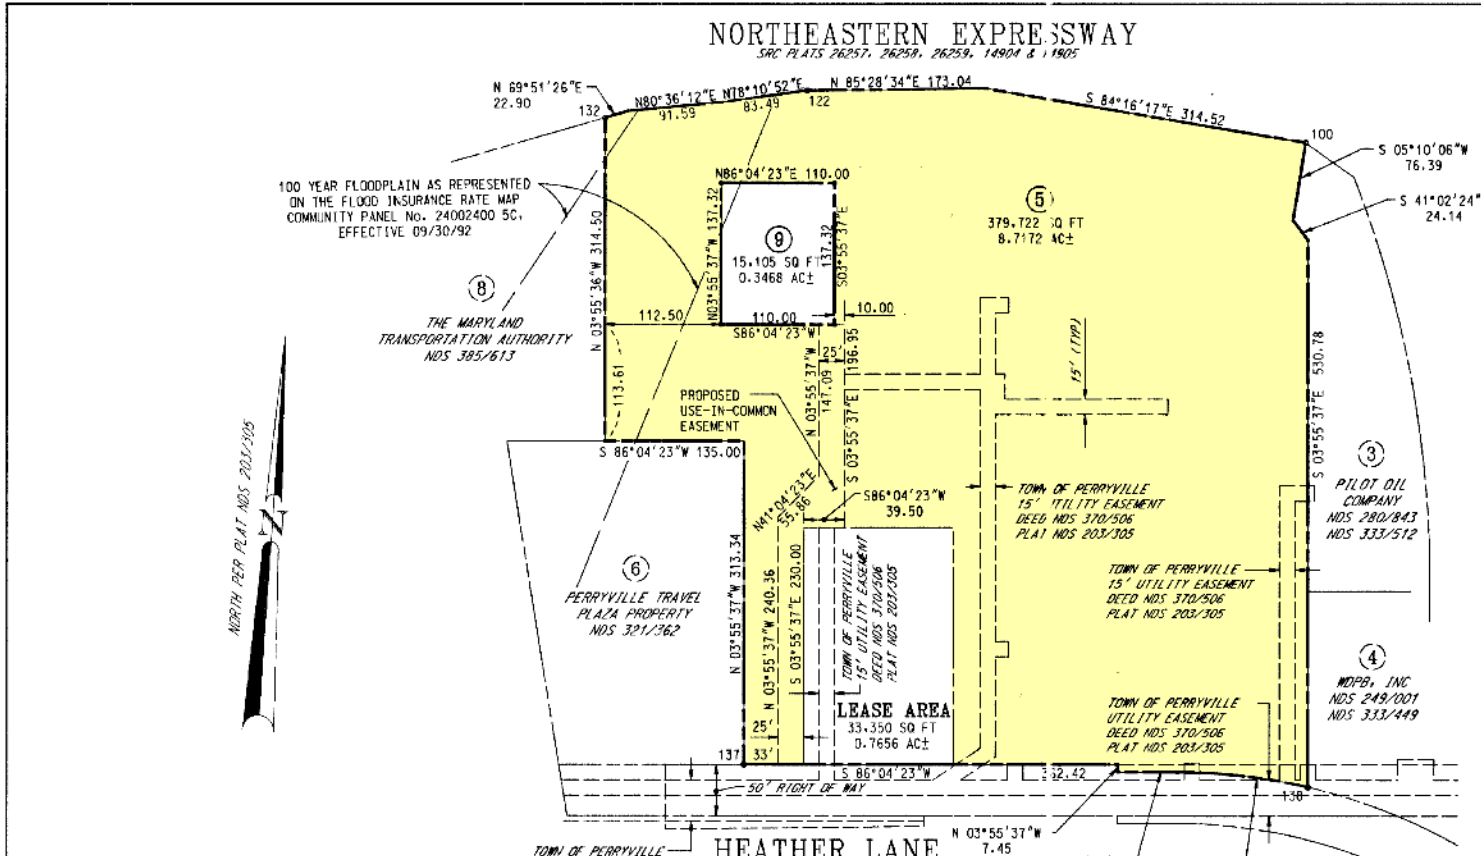 NORTHEASTERN EXPRESSWAY
SRC PLATS 26257, 26258, 26259, 14904 & 14905
N 69°51'26"E
22.90
132
N80°36'12"E
91.59
N78°10'52"E
83.49
122
N 85°28'34"E 173.04
S 84°16'17"E 314.52
100
S 05°10'06"W
76.39
S 41°02'24"
24.14
100 YEAR FLOODPLAIN AS REPRESENTED
ON THE FLOOD INSURANCE RATE MAP
COMMUNITY PANEL No. 24002400 5C,
EFFECTIVE 09/30/92
N 03°55'36"W 314.50
N86°04'23"E 110.00
N03°55'37"W 137.32
9
15,105 SQ FT
0.3468 AC±
137.32
S03°55'37"E
5
379,722 SQ FT
8.7172 AC±
8
THE MARYLAND
TRANSPORTATION AUTHORITY
NDS 385/613
112.50
110.00
S86°04'23"W
10.00
25'
113.61
N 03°55'37"W
147.09
S 03°55'37"E 196.95
15' (TYP)
S 03°55'37"E 530.78
PROPOSED
USE-IN-COMMON
EASEMENT
S 86°04'23"W 135.00
NORTH PER PLAT NDS 203/305
N
N41°04'23"E
55.86
S86°04'23"W
39.50
TOWN OF PERRYVILLE
15' UTILITY EASEMENT
DEED NDS 370/506
PLAT NDS 203/305
3
PILOT OIL
COMPANY
NDS 280/843
NDS 333/512
6
PERRYVILLE TRAVEL
PLAZA PROPERTY
NDS 321/362
N 03°55'37"W 313.34
N 03°55'37"W 240.36
S 03°55'37"E 230.00
TOWN OF PERRYVILLE
15' UTILITY EASEMENT
DEED NDS 370/506
PLAT NDS 203/305
TOWN OF PERRYVILLE
15' UTILITY EASEMENT
DEED NDS 370/506
PLAT NDS 203/305
4
WDPB, INC
NDS 249/001
NDS 333/449
LEASE AREA
33,350 SQ FT
0.7656 AC±
TOWN OF PERRYVILLE
UTILITY EASEMENT
DEED NDS 370/506
PLAT NDS 203/305
25'
137
33'
S 86°04'23"W
362.42
138
50' RIGHT OF WAY
N 03°55'37"W
7.45
TOWN OF PERRYVILLE
HEATHER LANE